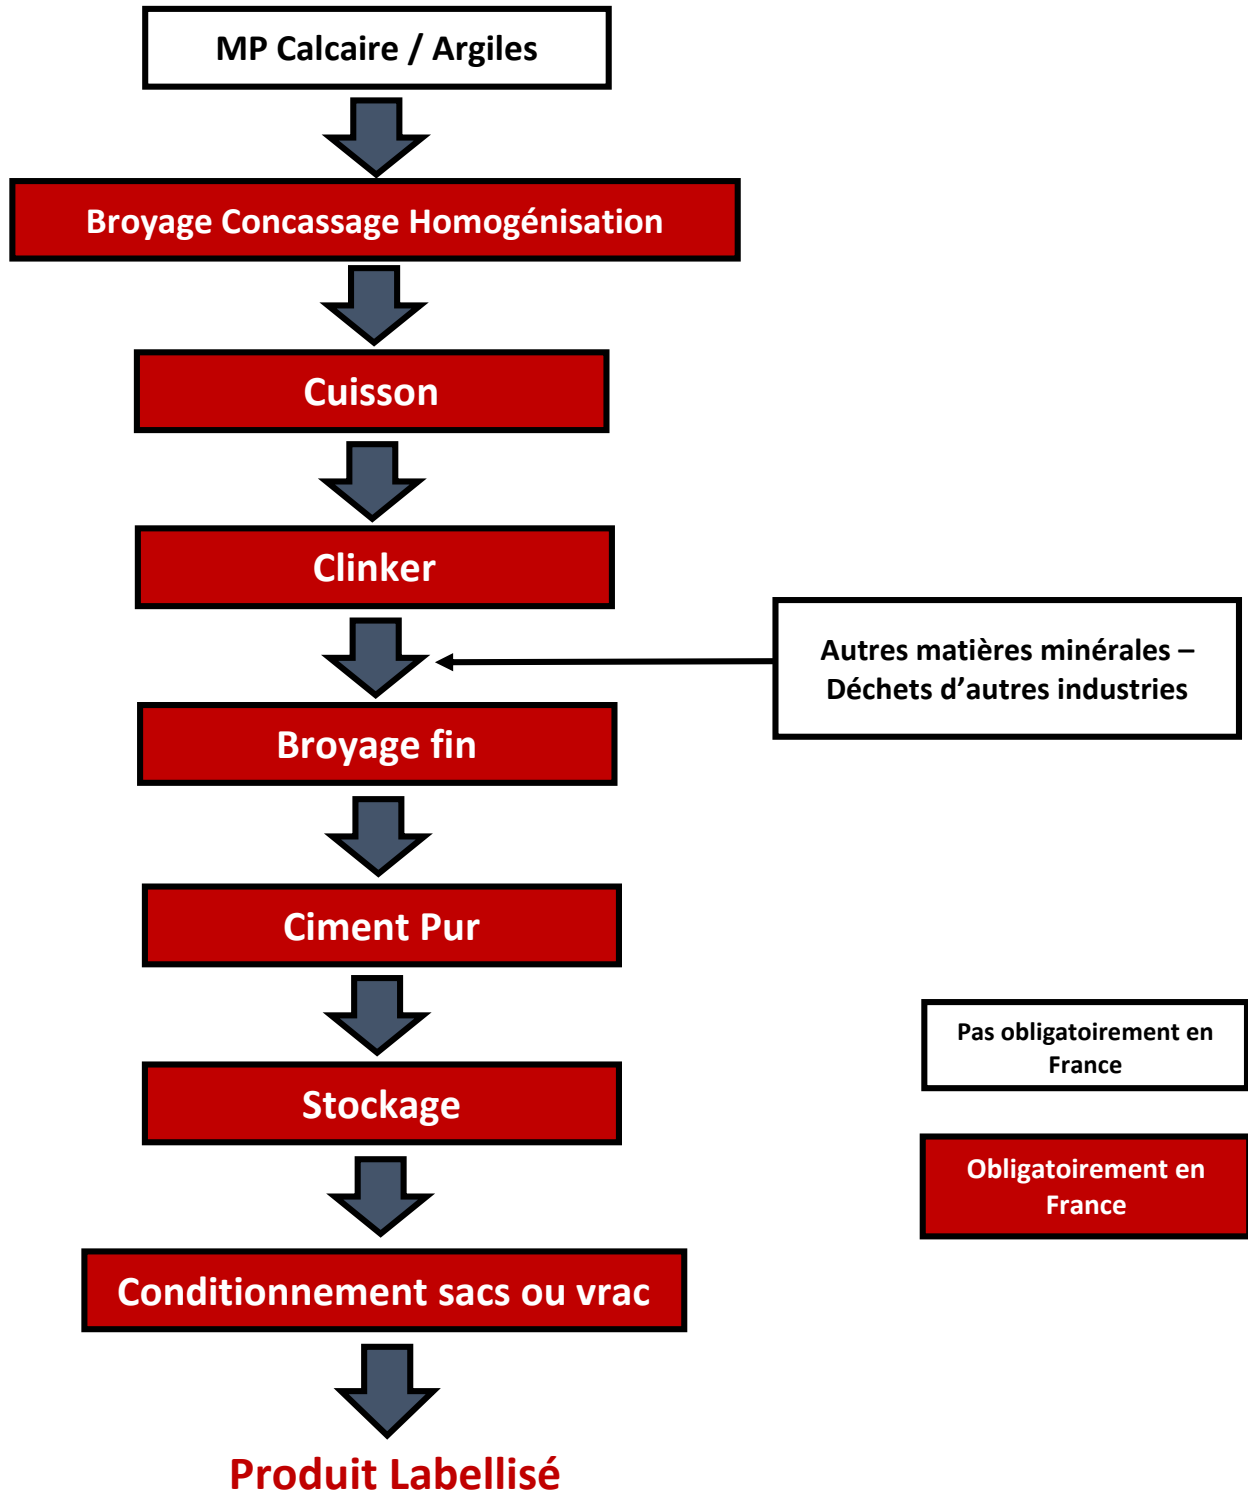 MP Calcaire / Argiles
Broyage Concassage Homogénisation
Cuisson
Clinker
Autres matières minérales –
Déchets d’autres industries
Broyage fin
Ciment Pur
Pas obligatoirement en
France
Stockage
Obligatoirement en
France
Conditionnement sacs ou vrac
Produit Labellisé